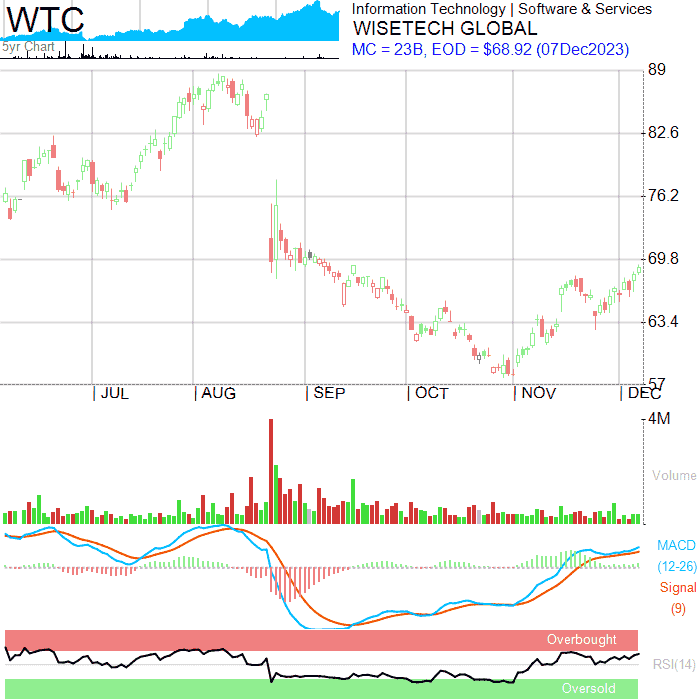 WTC
5yr Chart
Information Technology | Software & Services
WISETECH GLOBAL
MC = 23B, EOD = $68.92 (07Dec2023)
89
82.6
76.2
69.8
63.4
57
JUL AUG SEP OCT NOV DEC
4M
Volume
MACD
(12-26)
Signal
(9)
Overbought
RSI(14)
Oversold